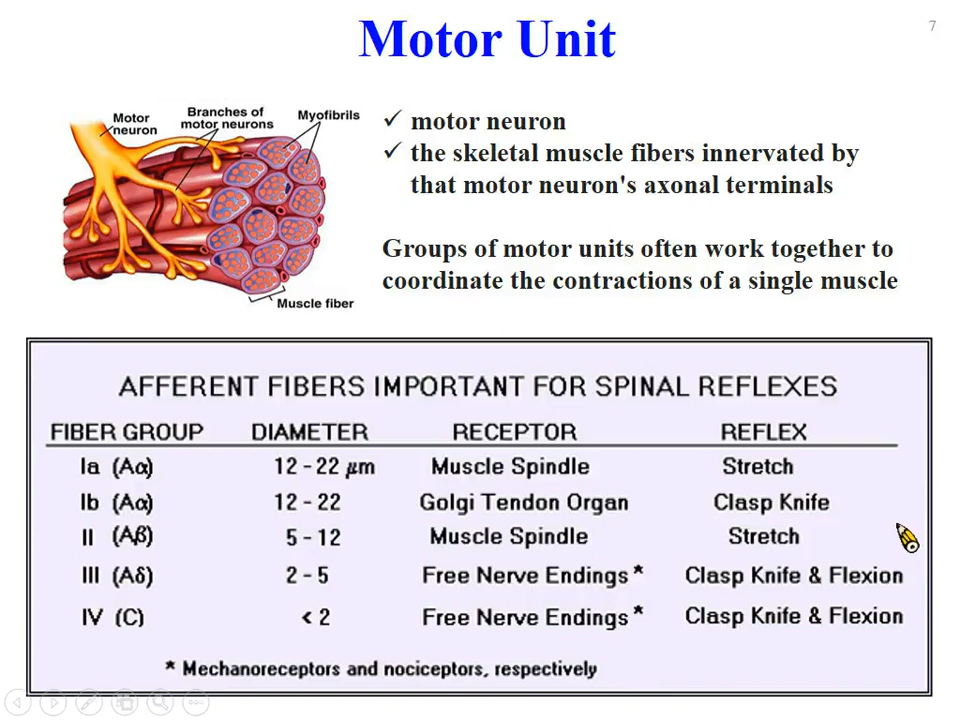 7
Motor Unit
Motor
neuron
Branches of
motor neurons
Myofibrils
Muscle fiber
✓ motor neuron
✓ the skeletal muscle fibers innervated by
that motor neuron's axonal terminals
Groups of motor units often work together to
coordinate the contractions of a single muscle
AFFERENT FIBERS IMPORTANT FOR SPINAL REFLEXES
FIBER GROUP DIAMETER RECEPTOR REFLEX
Ia (Aα) 12 - 22 μm Muscle Spindle Stretch
Ib (Aα) 12 - 22 Golgi Tendon Organ Clasp Knife
II (Aβ) 5 - 12 Muscle Spindle Stretch
III (Aδ) 2 - 5 Free Nerve Endings * Clasp Knife & Flexion
IV (C) < 2 Free Nerve Endings * Clasp Knife & Flexion
* Mechanoreceptors and nociceptors, respectively